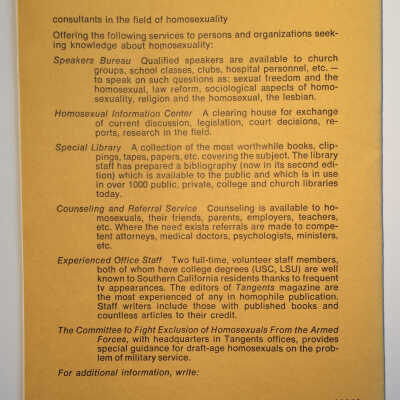 consultants in the field of homosexuality
Offering the following services to persons and organizations seek-
ing knowledge about homosexuality:
Speakers Bureau Qualified speakers are available to church
groups, school classes, clubs, hospital personnel, etc. —
to speak on such questions as: sexual freedom and the
homosexual, law reform, sociological aspects of homo-
sexuality, religion and the homosexual, the lesbian.
Homosexual Information Center A clearing house for exchange
of current discussion, legislation, court decisions, re-
ports, research in the field.
Special Library A collection of the most worthwhile books, clip-
pings, tapes, papers, etc. covering the subject. The library
staff has prepared a bibliography (now in its second edi-
tion) which is available to the public and which is in use
in over 1000 public, private, college and church libraries
today.
Counseling and Referral Service Counseling is available to ho-
mosexuals, their friends, parents, employers, teachers,
etc. Where the need exists referrals are made to compe-
tent attorneys, medical doctors, psychologists, ministers,
etc.
Experienced Office Staff Two full-time, volunteer staff members,
both of whom have college degrees (USC, LSU) are well
known to Southern California residents thanks to frequent
tv appearances. The editors of Tangents magazine are
the most experienced of any in homophile publication.
Staff writers include those with published books and
countless articles to their credit.
The Committee to Fight Exclusion of Homosexuals From the Armed
Forces, with headquarters in Tangents offices, provides
special guidance for draft-age homosexuals on the prob-
lem of military service.
For additional information, write: